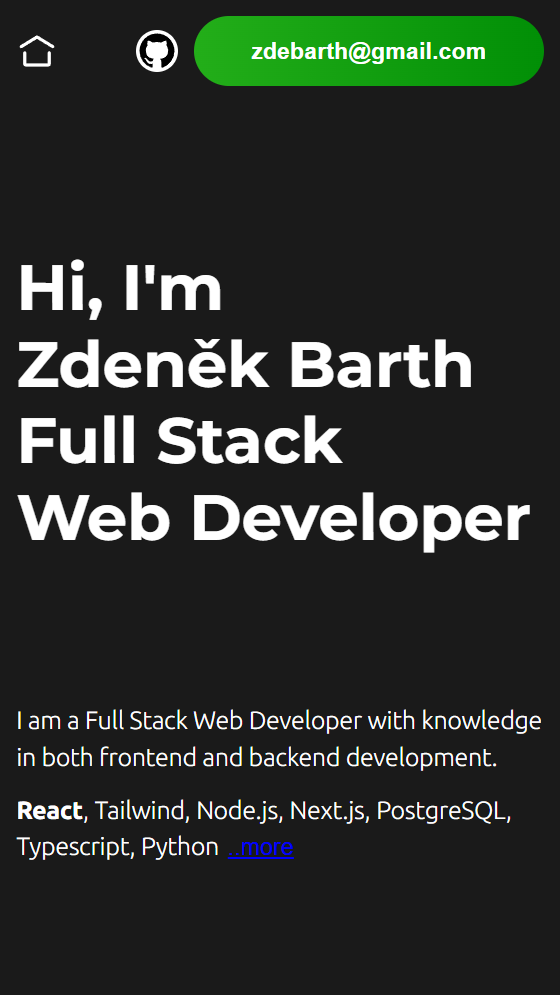 zdebarth@gmail.com
Hi, I'm
Zdeněk Barth
Full Stack
Web Developer
I am a Full Stack Web Developer with knowledge
in both frontend and backend development.
React, Tailwind, Node.js, Next.js, PostgreSQL,
Typescript, Python ...more